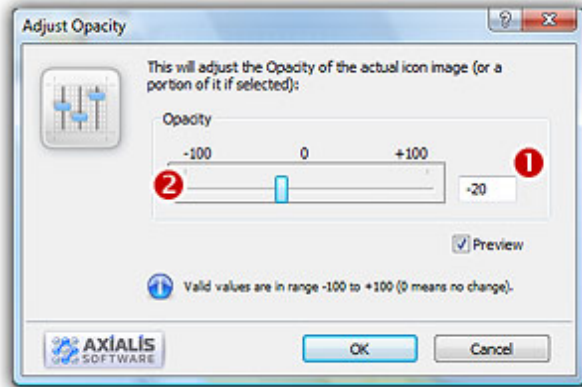 Adjust Opacity
This will adjust the Opacity of the actual icon image (or a
portion of it if selected):
Opacity
-100 0 +100
1
2
-20
Preview
Valid values are in range -100 to +100 (0 means no change).
AXIALIS
SOFTWARE
OK Cancel